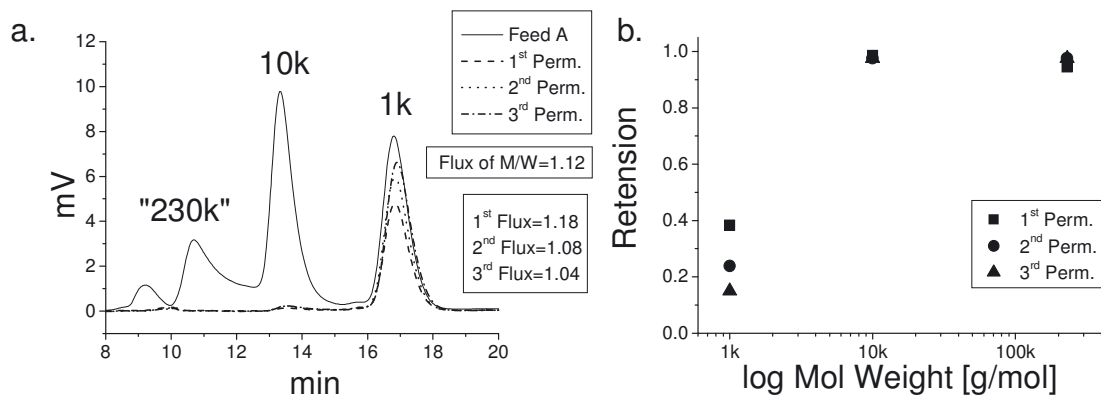 a.
12
10
8
6
4
2
0
mV
8
10
12
14
16
18
20
min
"230k"
10k
1k
Feed A
1st Perm.
2nd Perm.
3rd Perm.
Flux of M/W=1.12
1st Flux=1.18
2nd Flux=1.08
3rd Flux=1.04
b.
1.0
0.8
0.6
0.4
0.2
0.0
Retension
1k
10k
100k
log Mol Weight [g/mol]
1st Perm.
2nd Perm.
3rd Perm.